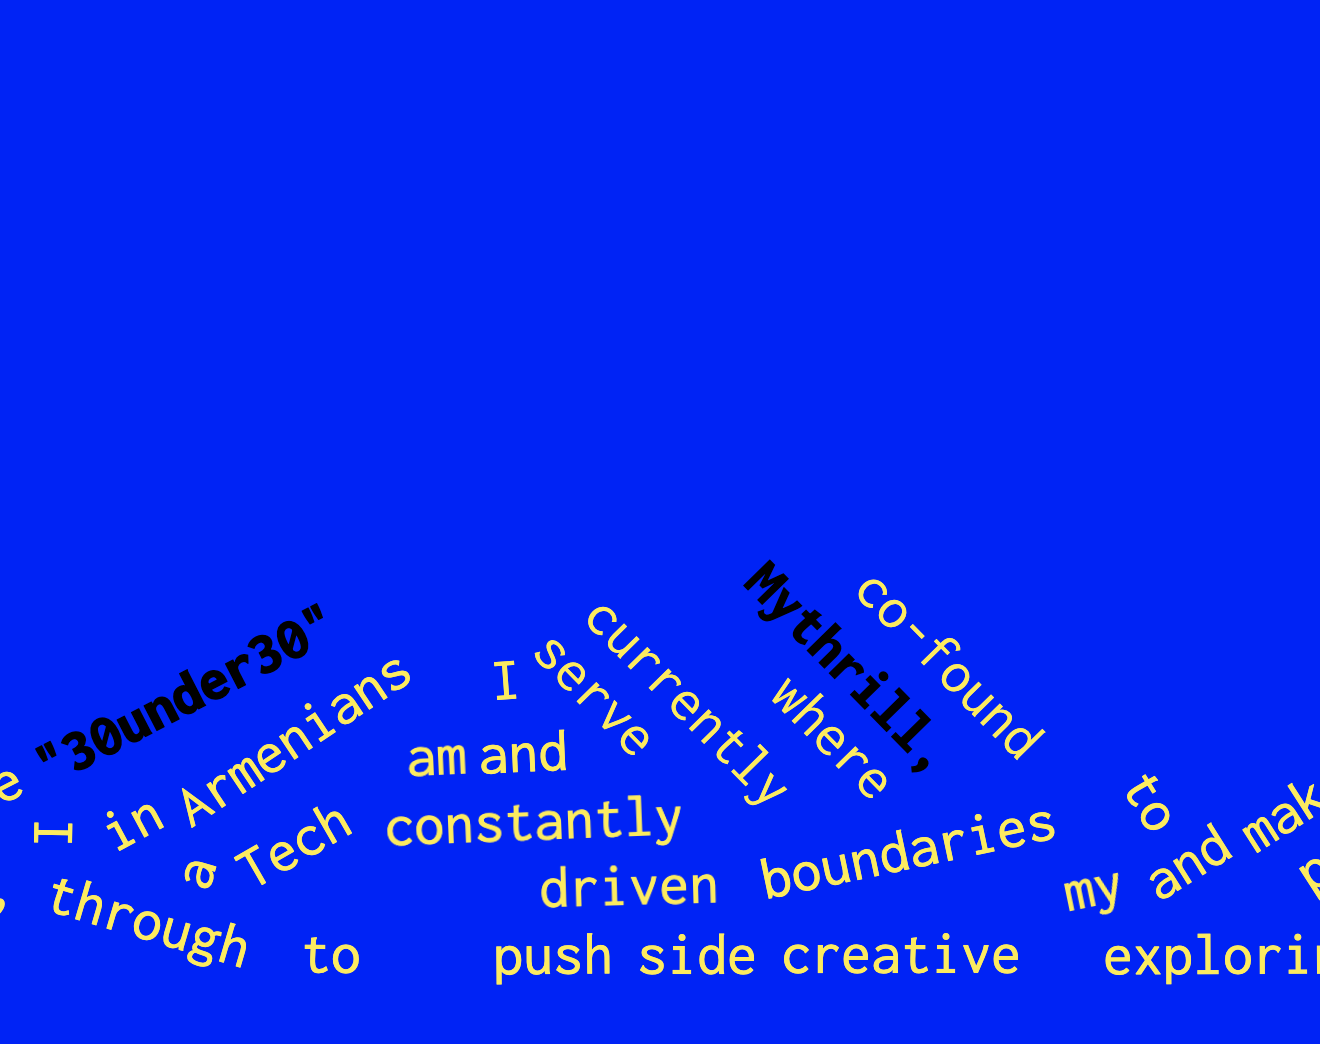 "30under30"
Mythrill,
co-found
currently
serve
I
in Armenians
where
am and
I
a Tech
constantly
to
and mak
driven
boundaries
my
through
to
push side creative
explorin